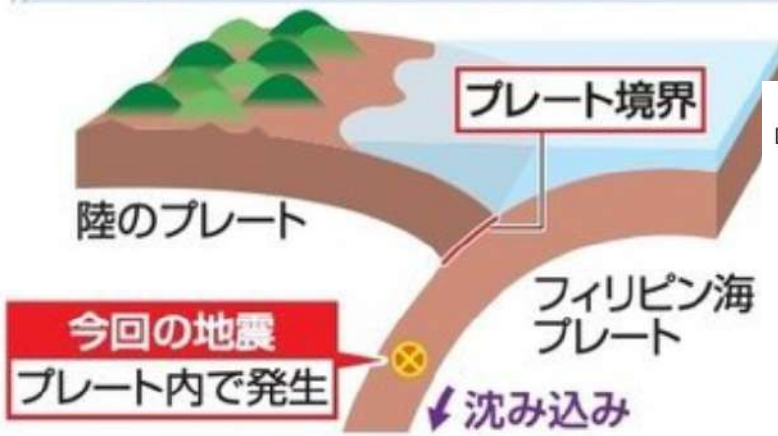 プレート境界
陸のプレート
フィリピン海
プレート
今回の地震
プレート内で発生
沈み込み